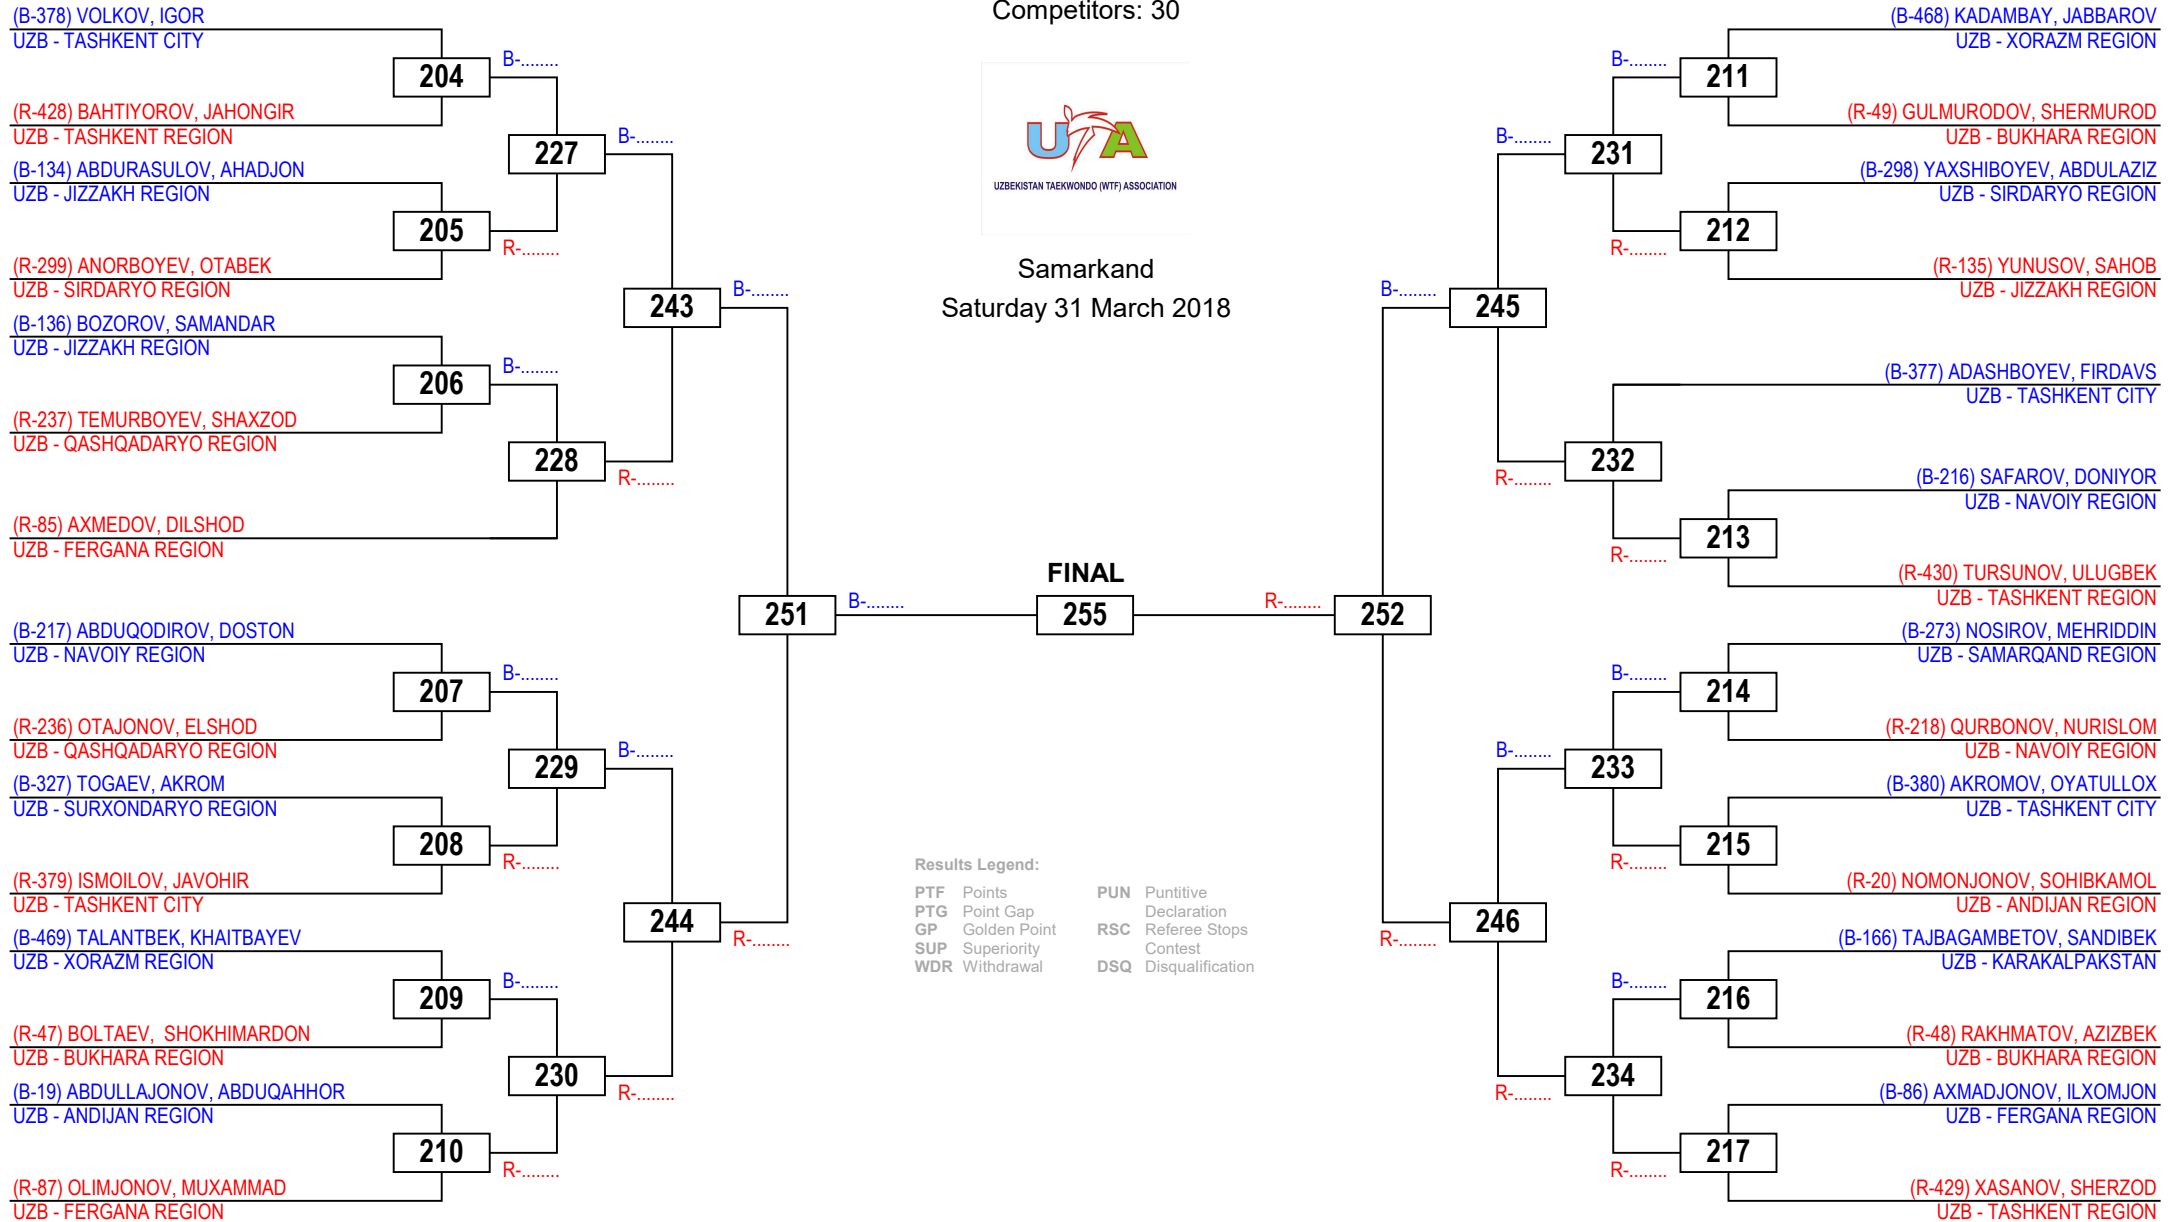 Competitors: 30
UTA
UZBEKISTAN TAEKWONDO (WTF) ASSOCIATION
Samarkand
Saturday 31 March 2018
(B-378) VOLKOV, IGOR
UZB - TASHKENT CITY
204
B-........
(R-428) BAHTIYOROV, JAHONGIR
UZB - TASHKENT REGION
227
B-........
(B-134) ABDURASULOV, AHADJON
UZB - JIZZAKH REGION
205
R-........
(R-299) ANORBOYEV, OTABEK
UZB - SIRDARYO REGION
243
B-........
(B-136) BOZOROV, SAMANDAR
UZB - JIZZAKH REGION
206
B-........
(R-237) TEMURBOYEV, SHAXZOD
UZB - QASHQADARYO REGION
228
R-........
(R-85) AXMEDOV, DILSHOD
UZB - FERGANA REGION
251
B-........
(B-217) ABDUQODIROV, DOSTON
UZB - NAVOIY REGION
207
B-........
(R-236) OTAJONOV, ELSHOD
UZB - QASHQADARYO REGION
229
B-........
(B-327) TOGAEV, AKROM
UZB - SURXONDARYO REGION
208
R-........
(R-379) ISMOILOV, JAVOHIR
UZB - TASHKENT CITY
244
R-........
(B-469) TALANTBEK, KHAITBAYEV
UZB - XORAZM REGION
209
B-........
(R-47) BOLTAEV, SHOKHIMARDON
UZB - BUKHARA REGION
230
R-........
(B-19) ABDULLAJONOV, ABDUQAHHOR
UZB - ANDIJAN REGION
210
R-........
(R-87) OLIMJONOV, MUXAMMAD
UZB - FERGANA REGION
FINAL
255
Results Legend:
PTF Points
PTG Point Gap
GP Golden Point
SUP Superiority
WDR Withdrawal
PUN Puntitive
Declaration
RSC Referee Stops
Contest
DSQ Disqualification
(B-468) KADAMBAY, JABBAROV
UZB - XORAZM REGION
B-........
211
(R-49) GULMURODOV, SHERMUROD
UZB - BUKHARA REGION
B-........
231
(B-298) YAXSHIBOYEV, ABDULAZIZ
UZB - SIRDARYO REGION
212
R-........
(R-135) YUNUSOV, SAHOB
UZB - JIZZAKH REGION
B-........
245
(B-377) ADASHBOYEV, FIRDAVS
UZB - TASHKENT CITY
232
R-........
(B-216) SAFAROV, DONIYOR
UZB - NAVOIY REGION
213
R-........
(R-430) TURSUNOV, ULUGBEK
UZB - TASHKENT REGION
R-........
252
(B-273) NOSIROV, MEHRIDDIN
UZB - SAMARQAND REGION
B-........
214
(R-218) QURBONOV, NURISLOM
UZB - NAVOIY REGION
B-........
233
(B-380) AKROMOV, OYATULLOX
UZB - TASHKENT CITY
215
R-........
(R-20) NOMONJONOV, SOHIBKAMOL
UZB - ANDIJAN REGION
246
R-........
(B-166) TAJBAGAMBETOV, SANDIBEK
UZB - KARAKALPAKSTAN
B-........
216
(R-48) RAKHMATOV, AZIZBEK
UZB - BUKHARA REGION
234
R-........
(B-86) AXMADJONOV, ILXOMJON
UZB - FERGANA REGION
217
R-........
(R-429) XASANOV, SHERZOD
UZB - TASHKENT REGION